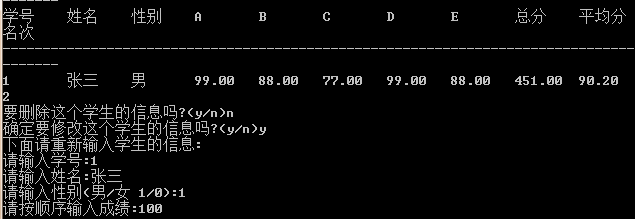 学号 姓名 性别 A B C D E 总分 平均分
名次
1 张三 男 99.00 88.00 77.00 99.00 88.00 451.00 90.20
2
要删除这个学生的信息吗?(y/n)n
确定要修改这个学生的信息吗?(y/n)y
下面请重新输入学生的信息:
请输入学号:1
请输入姓名:张三
请输入性别(男/女 1/0):1
请按顺序输入成绩:100